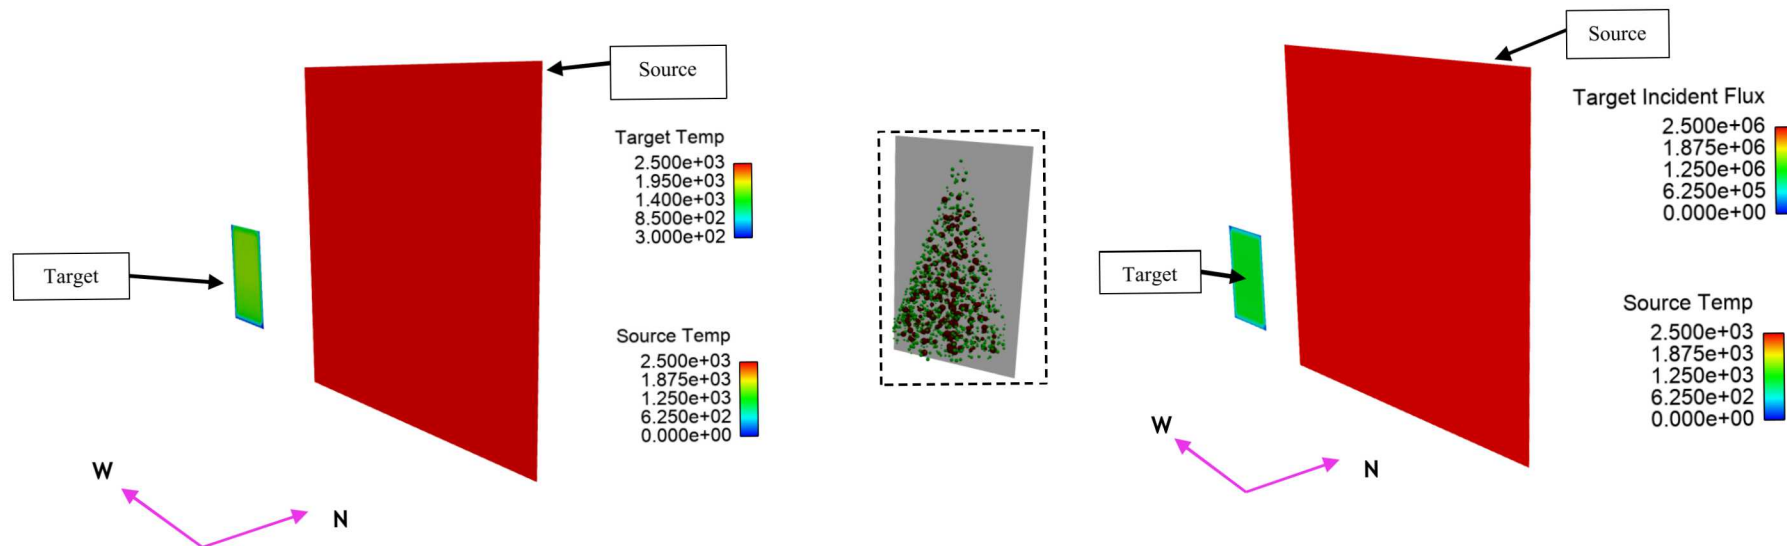 Source
Target Temp
2.500e+03
1.950e+03
1.400e+03
8.500e+02
3.000e+02
Target
Source Temp
2.500e+03
1.875e+03
1.250e+03
6.250e+02
0.000e+00
W
N
Source
Target Incident Flux
2.500e+06
1.875e+06
1.250e+06
6.250e+05
0.000e+00
Target
Source Temp
2.500e+03
1.875e+03
1.250e+03
6.250e+02
0.000e+00
W
N